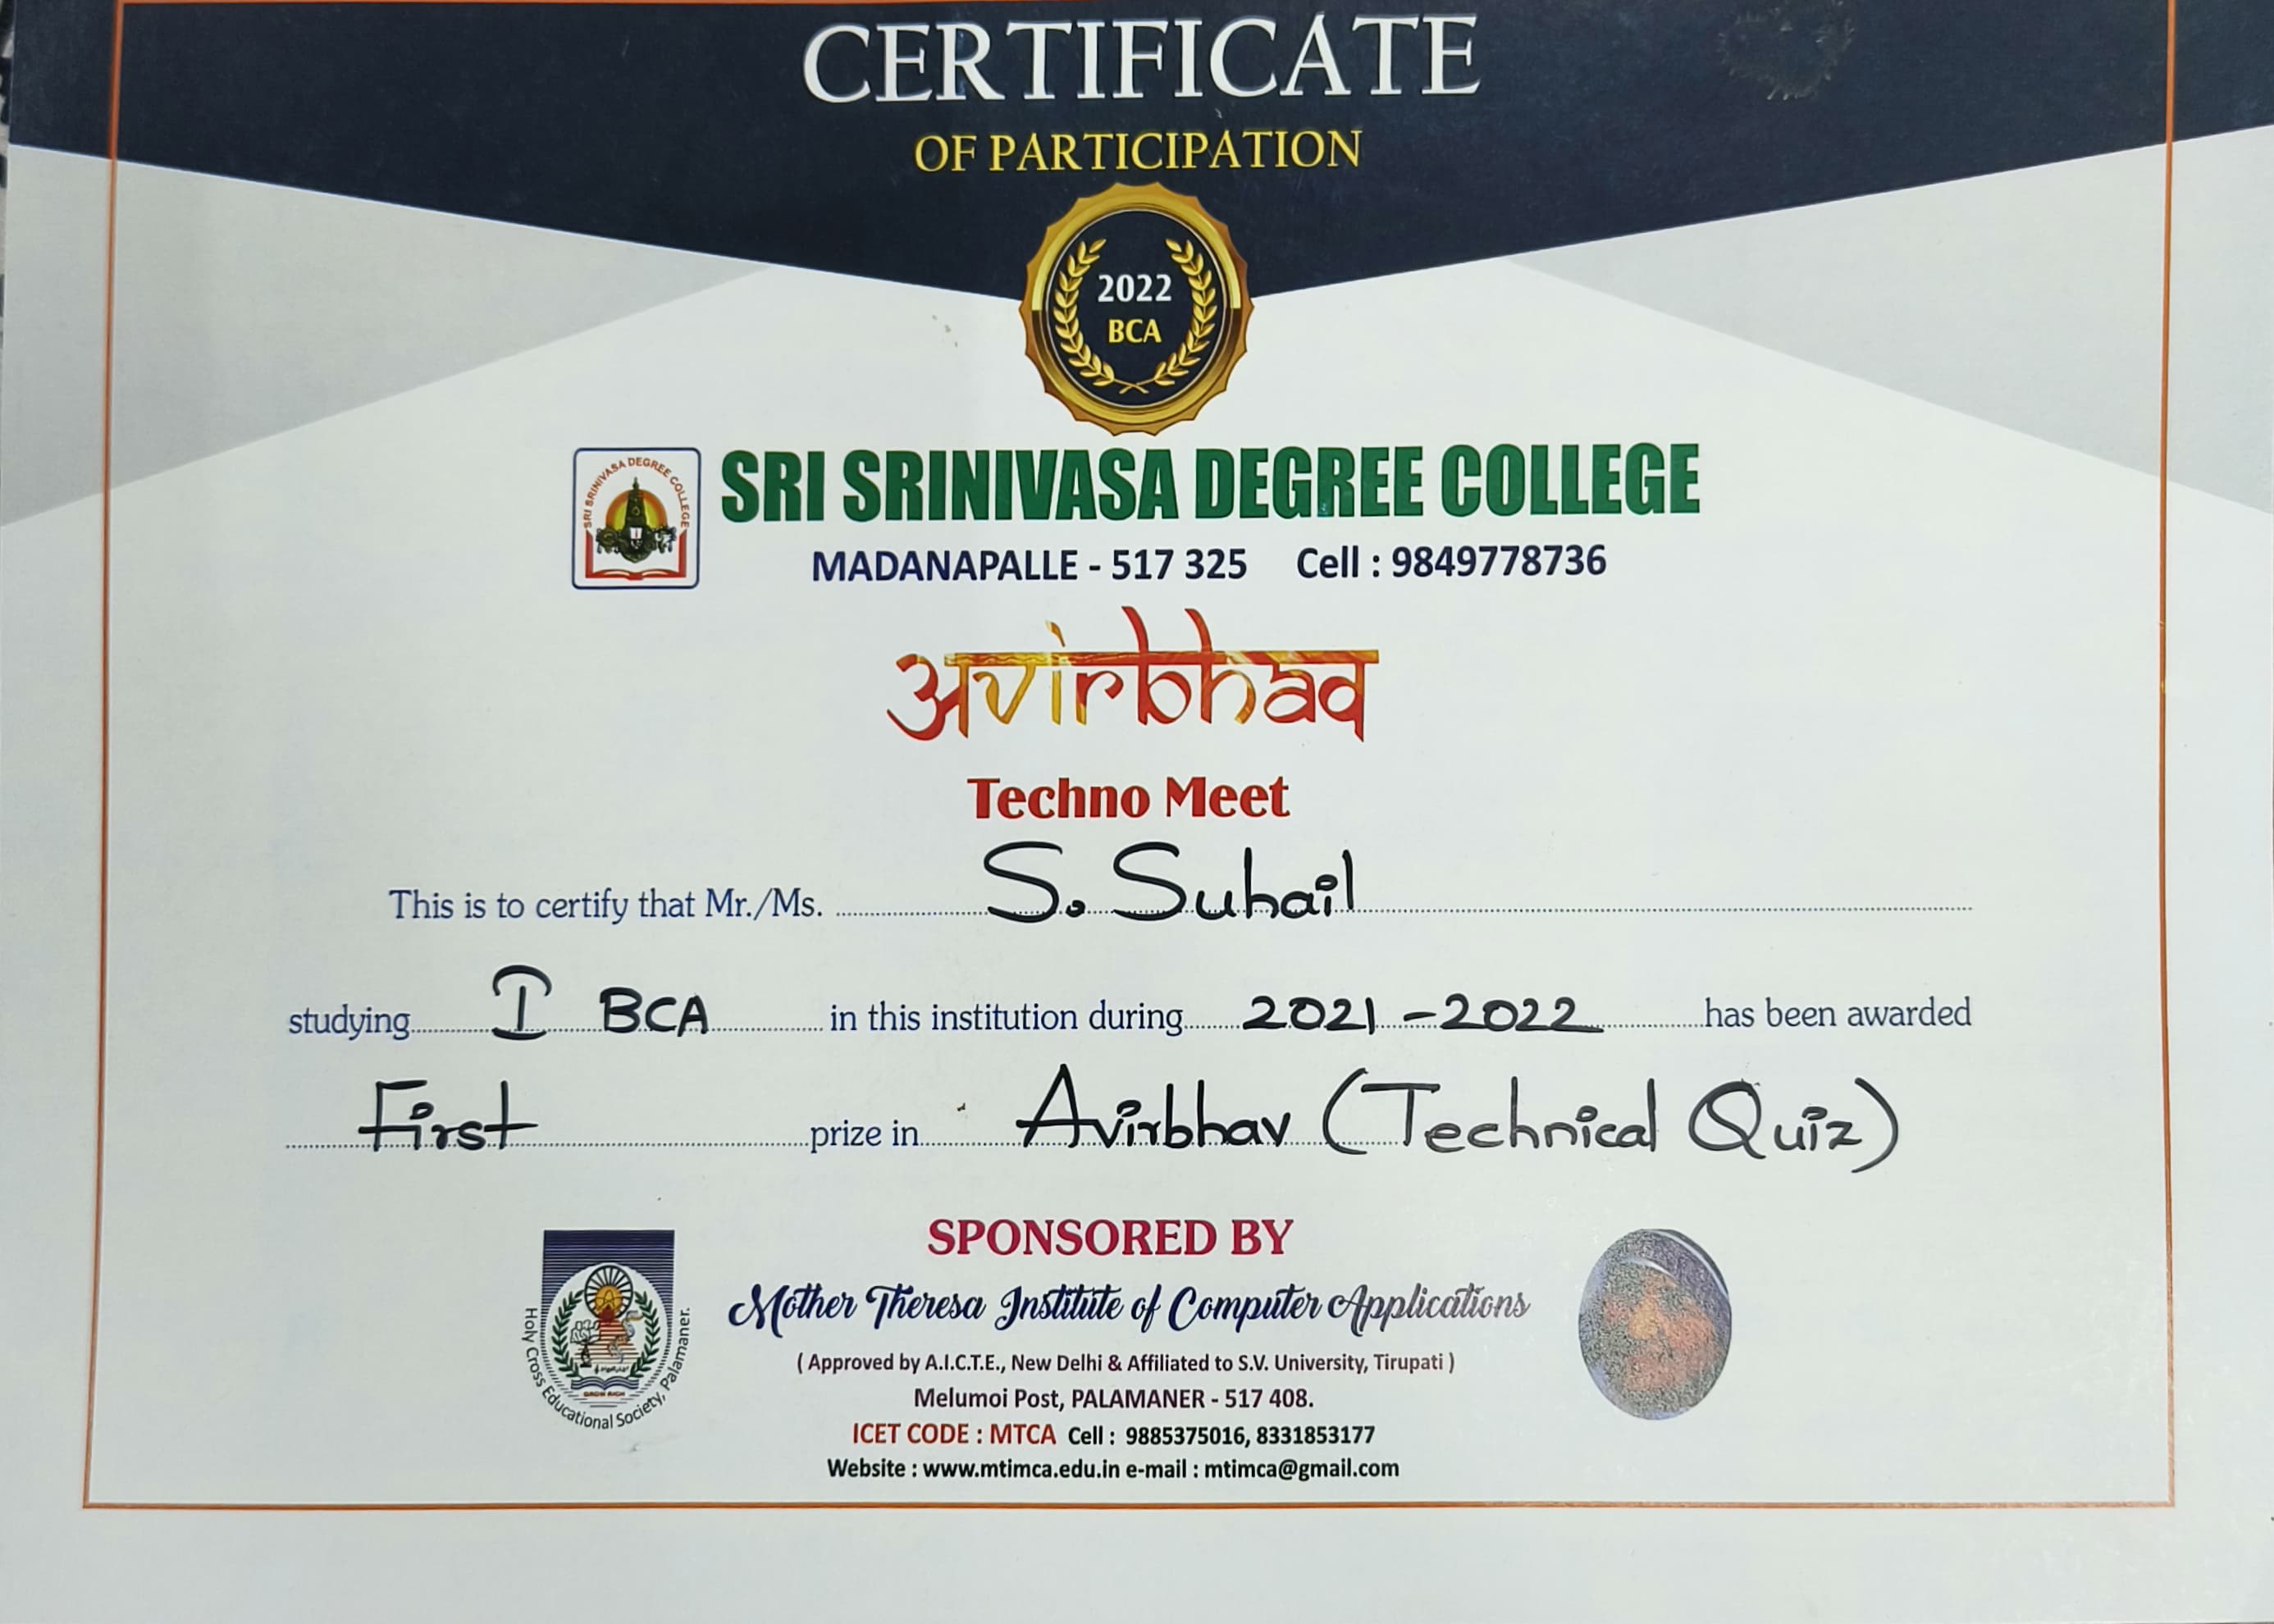 CERTIFICATE
OF PARTICIPATION
2022
BCA
SRI SRINIVASA DEGREE COLLEGE
SRI SRINIVASA DEGREE COLLEGE
MADANAPALLE - 517 325 Cell : 9849778736
अvirbhav
Techno Meet
This is to certify that Mr./Ms. S. Suhail
studying I BCA in this institution during 2021-2022 has been awarded
First prize in Avirbhav (Technical Quiz)
SPONSORED BY
Mother Theresa Institute of Computer Applications
( Approved by A.I.C.T.E., New Delhi & Affiliated to S.V. University, Tirupati )
Melumoi Post, PALAMANER - 517 408.
ICET CODE : MTCA Cell : 9885375016, 8331853177
Website : www.mtimca.edu.in e-mail : mtimca@gmail.com
Holy Cross Educational Society, Palamaner.